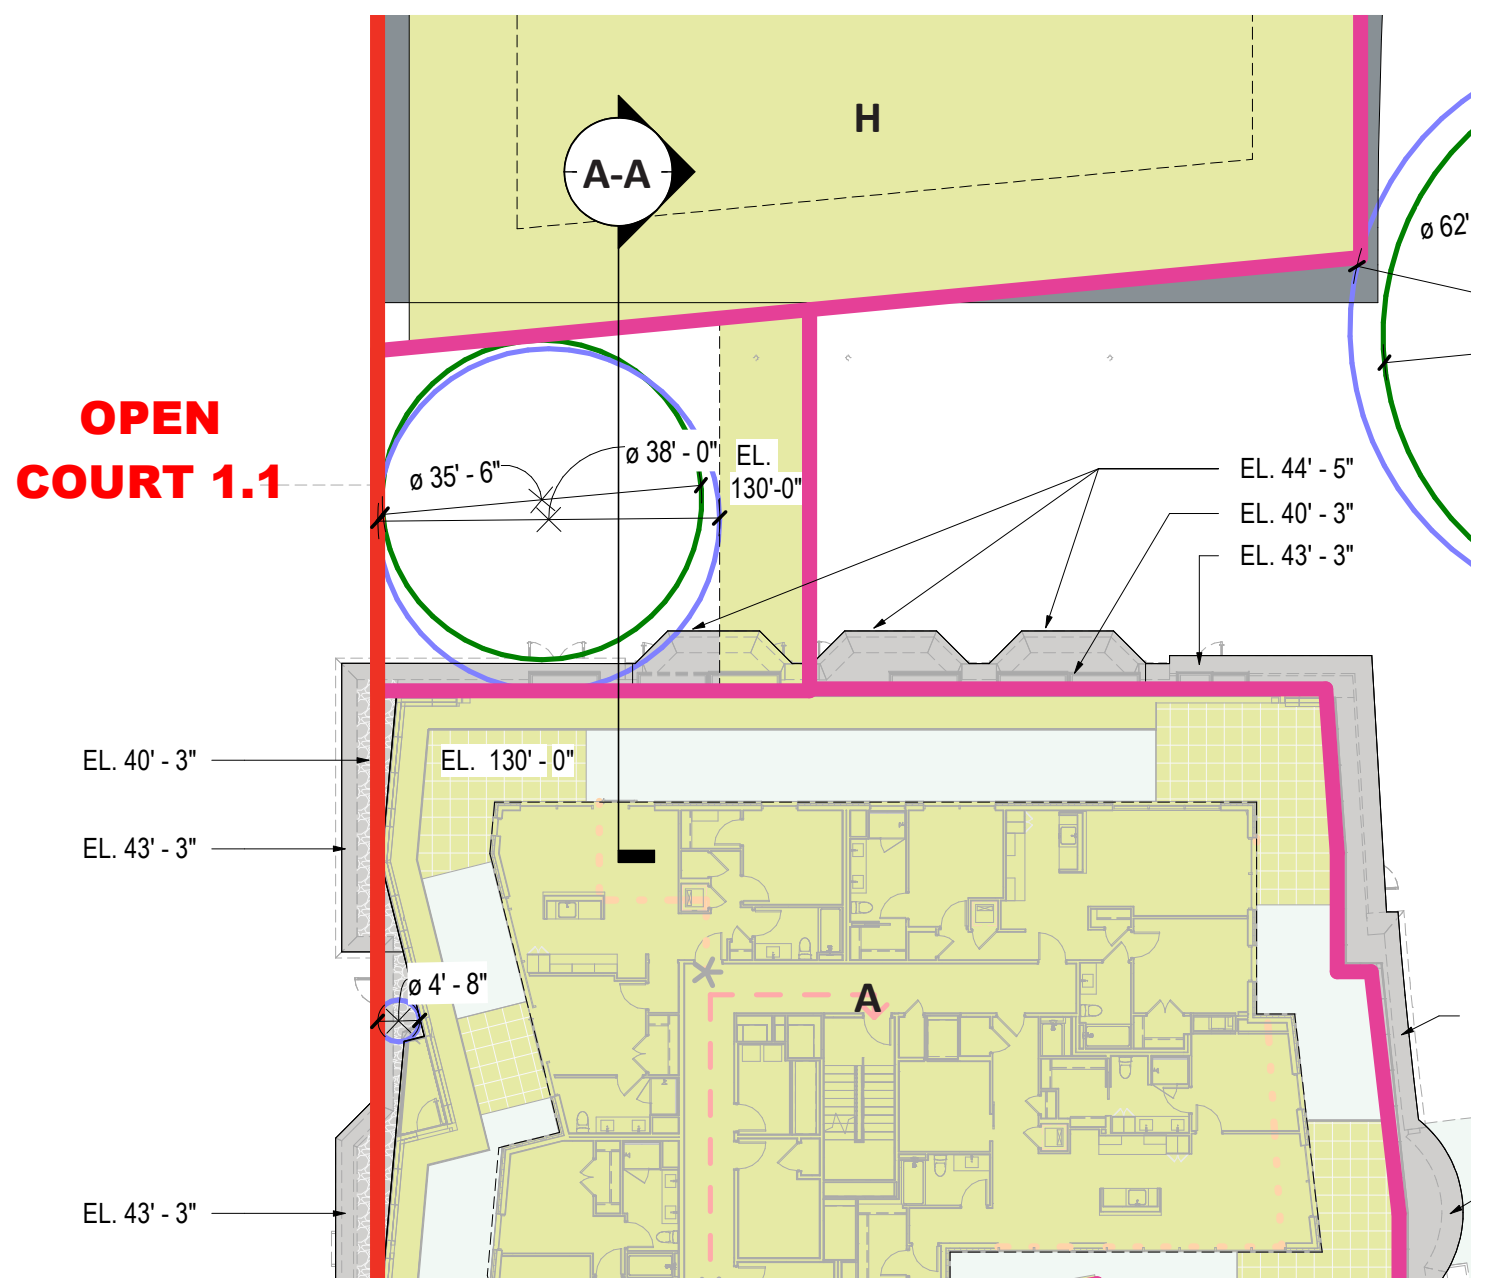 H
A-A
ø 62'
OPEN
COURT 1.1
ø 35' - 6"
ø 38' - 0"
EL.
130'-0"
EL. 44' - 5"
EL. 40' - 3"
EL. 43' - 3"
EL. 40' - 3"
EL. 130' - 0"
EL. 43' - 3"
ø 4' - 8"
A
EL. 43' - 3"